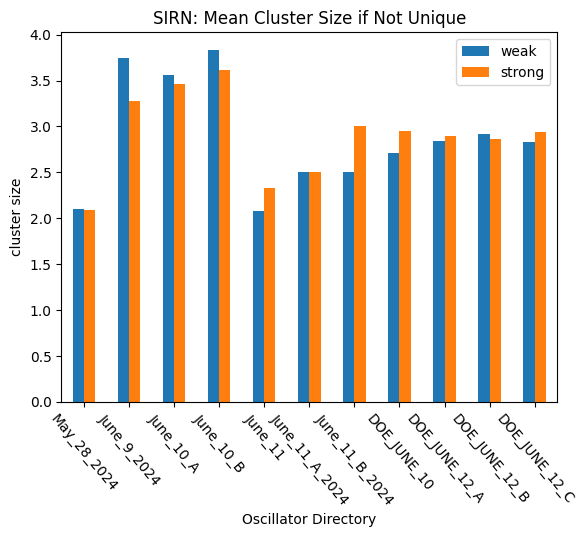 SIRN: Mean Cluster Size if Not Unique
weak
strong
4.0
3.5
3.0
2.5
2.0
1.5
1.0
0.5
0.0
cluster size
May_28_2024
June_9_2024
June_10_A
June_10_B
June_11
June_11_A_2024
June_11_B_2024
DOE_JUNE_10
DOE_JUNE_12_A
DOE_JUNE_12_B
DOE_JUNE_12_C
Oscillator Directory